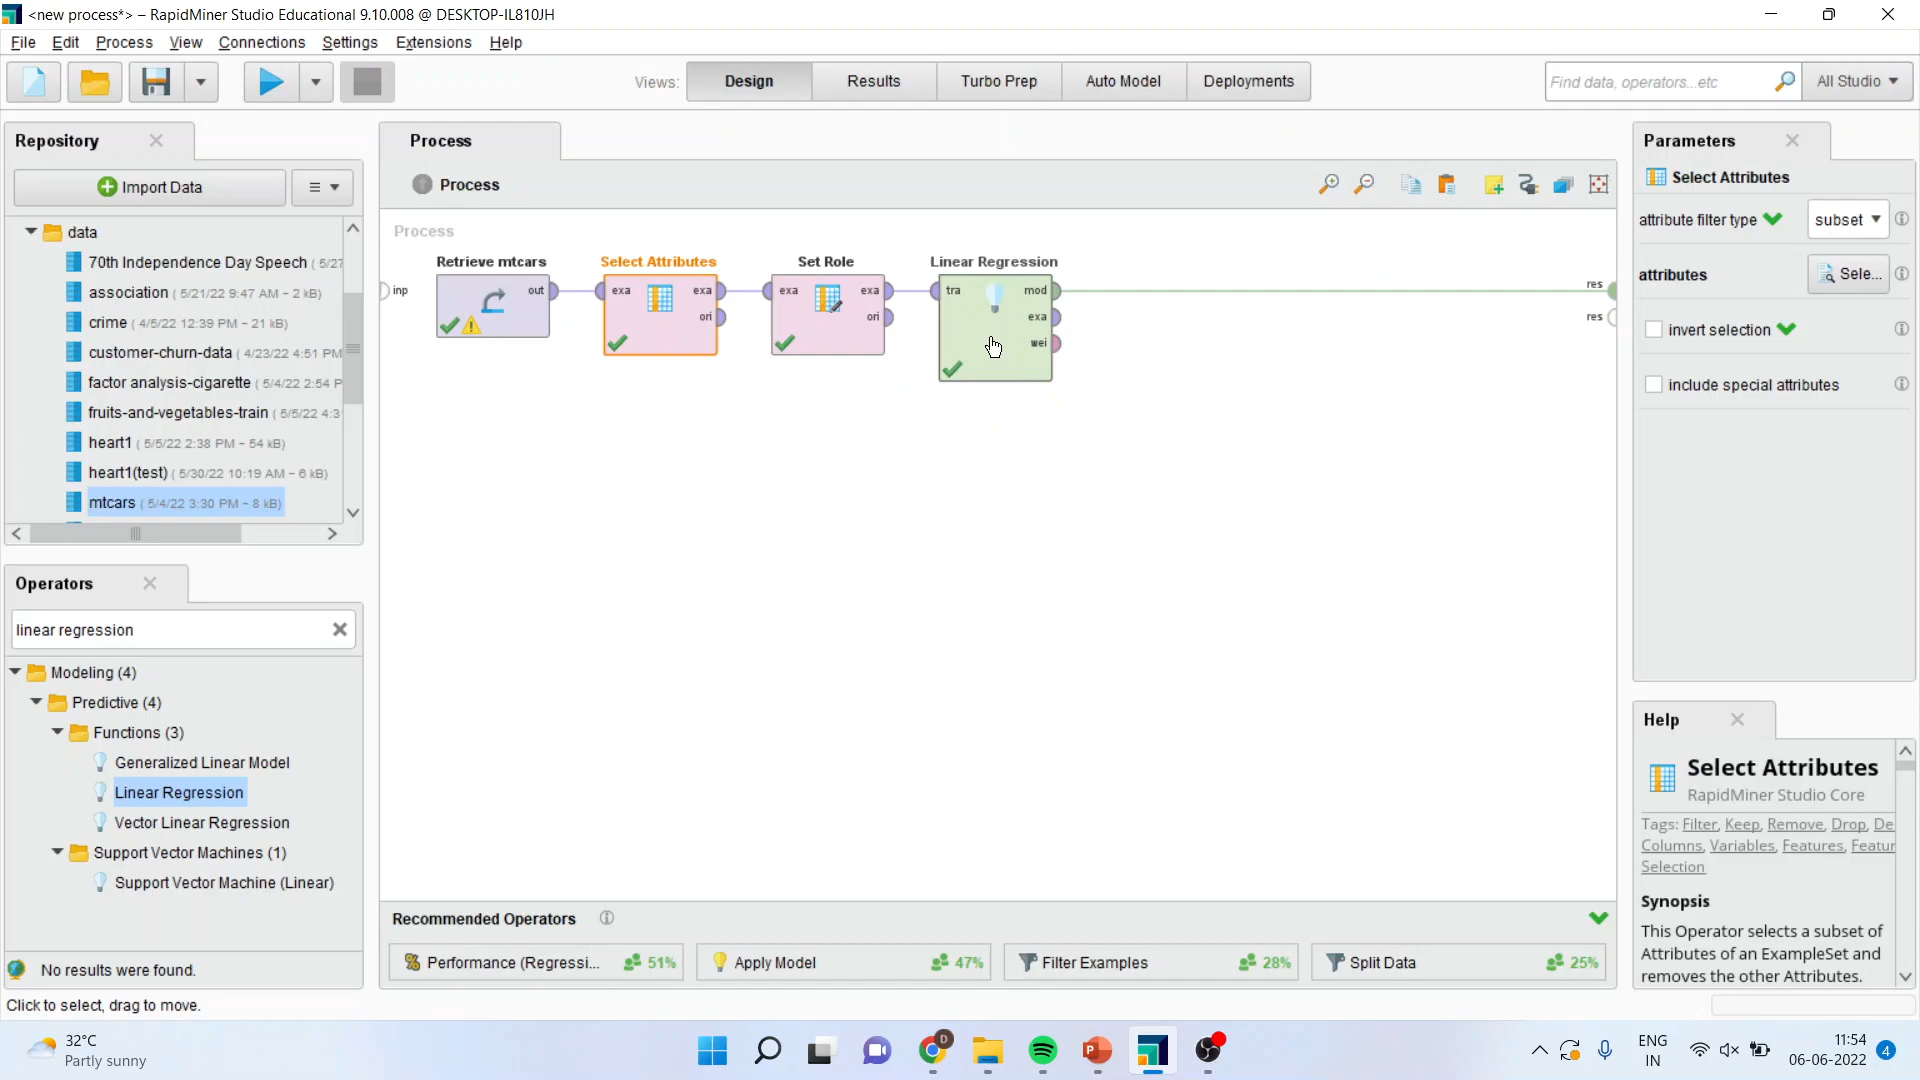 <new process*> – RapidMiner Studio Educational 9.10.008 @ DESKTOP-IL810JH
File Edit Process View Connections Settings Extensions Help
Views: Design Results Turbo Prep Auto Model Deployments
Find data, operators...etc
All Studio
Repository
Import Data
data
70th Independence Day Speech ( 5/27
association ( 5/21/22 9:47 AM – 2 kB)
crime ( 4/5/22 12:39 PM – 21 kB)
customer-churn-data ( 4/23/22 4:51 PM
factor analysis-cigarette ( 5/4/22 2:54 P
fruits-and-vegetables-train ( 5/5/22 4:3
heart1 ( 5/5/22 2:38 PM – 54 kB)
heart1(test) ( 5/30/22 10:19 AM – 6 kB)
mtcars ( 5/4/22 3:30 PM – 8 kB)
Operators
linear regression
Modeling (4)
Predictive (4)
Functions (3)
Generalized Linear Model
Linear Regression
Vector Linear Regression
Support Vector Machines (1)
Support Vector Machine (Linear)
No results were found.
Click to select, drag to move.
Process
Process
Process
inp
Retrieve mtcars
out
Select Attributes
exa exa
ori
Set Role
exa exa
ori
Linear Regression
tra mod
exa
wei
res
res
Recommended Operators
Performance (Regressi... 51%
Apply Model 47%
Filter Examples 28%
Split Data 25%
Parameters
Select Attributes
attribute filter type subset
attributes Sele...
invert selection
include special attributes
Help
Select Attributes
RapidMiner Studio Core
Tags: Filter, Keep, Remove, Drop, De
Columns, Variables, Features, Featur
Selection
Synopsis
This Operator selects a subset of
Attributes of an ExampleSet and
removes the other Attributes.
32°C
Partly sunny
D
ENG
IN
11:54
06-06-2022
4